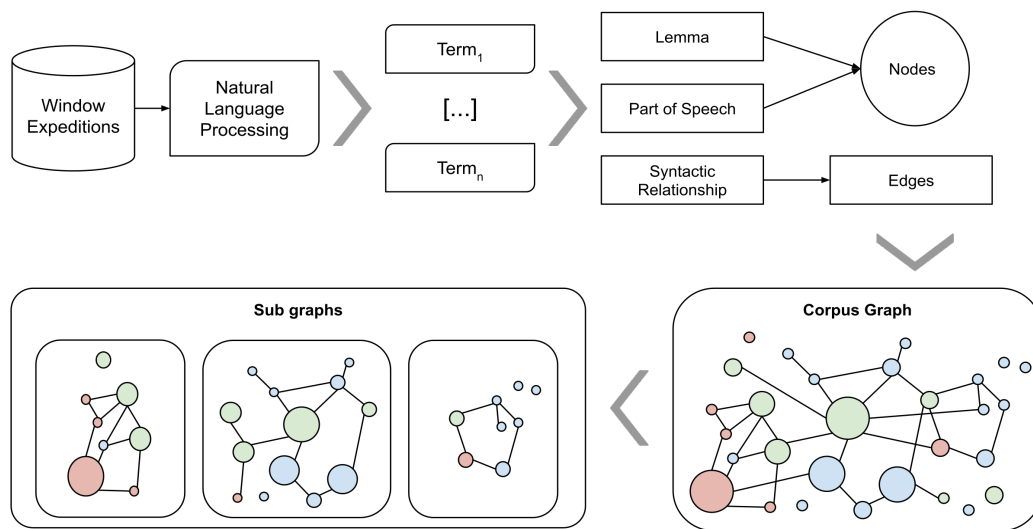 Window
Expeditions
Natural
Language
Processing
Term1
[...]
Termn
Lemma
Part of Speech
Syntactic
Relationship
Nodes
Edges
Sub graphs
Corpus Graph